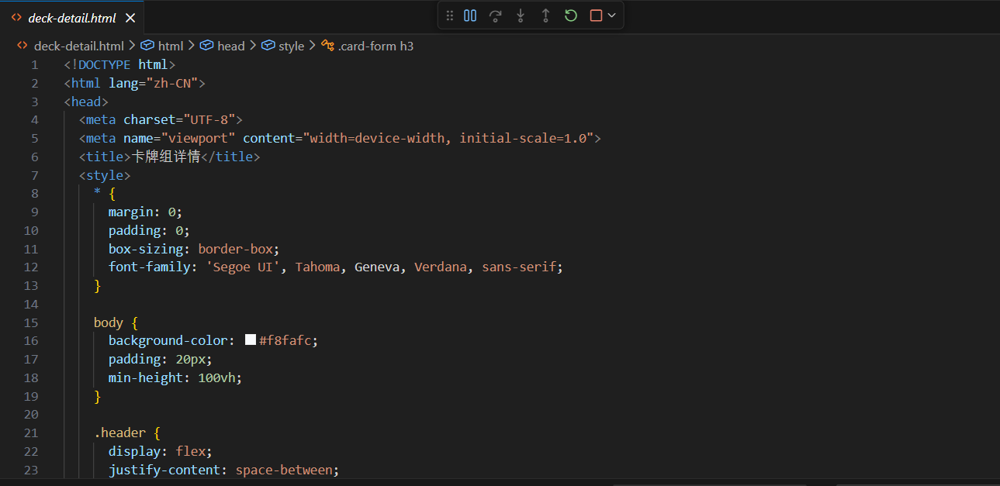 deck-detail.html
deck-detail.html > html > head > style > .card-form h3
1 <!DOCTYPE html>
2 <html lang="zh-CN">
3 <head>
4 <meta charset="UTF-8">
5 <meta name="viewport" content="width=device-width, initial-scale=1.0">
6 <title>卡牌组详情</title>
7 <style>
8 * {
9 margin: 0;
10 padding: 0;
11 box-sizing: border-box;
12 font-family: 'Segoe UI', Tahoma, Geneva, Verdana, sans-serif;
13 }
14
15 body {
16 background-color: #f8fafc;
17 padding: 20px;
18 min-height: 100vh;
19 }
20
21 .header {
22 display: flex;
23 justify-content: space-between;